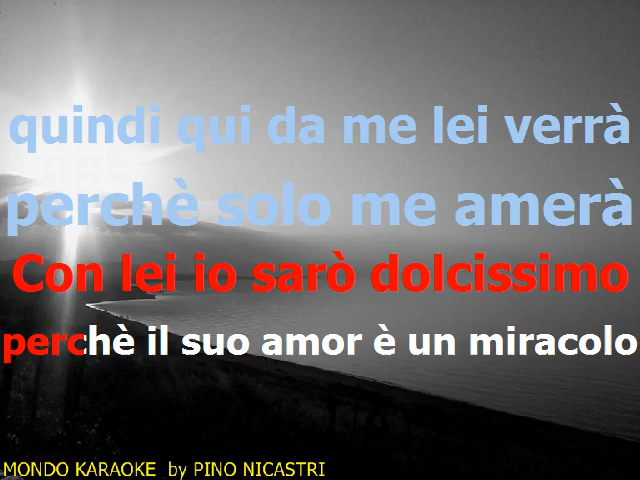 quindi qui da me lei verrà
perchè solo me amerà
Con lei io sarò dolcissimo
perchè il suo amor è un miracolo
MONDO KARAOKE by PINO NICASTRI